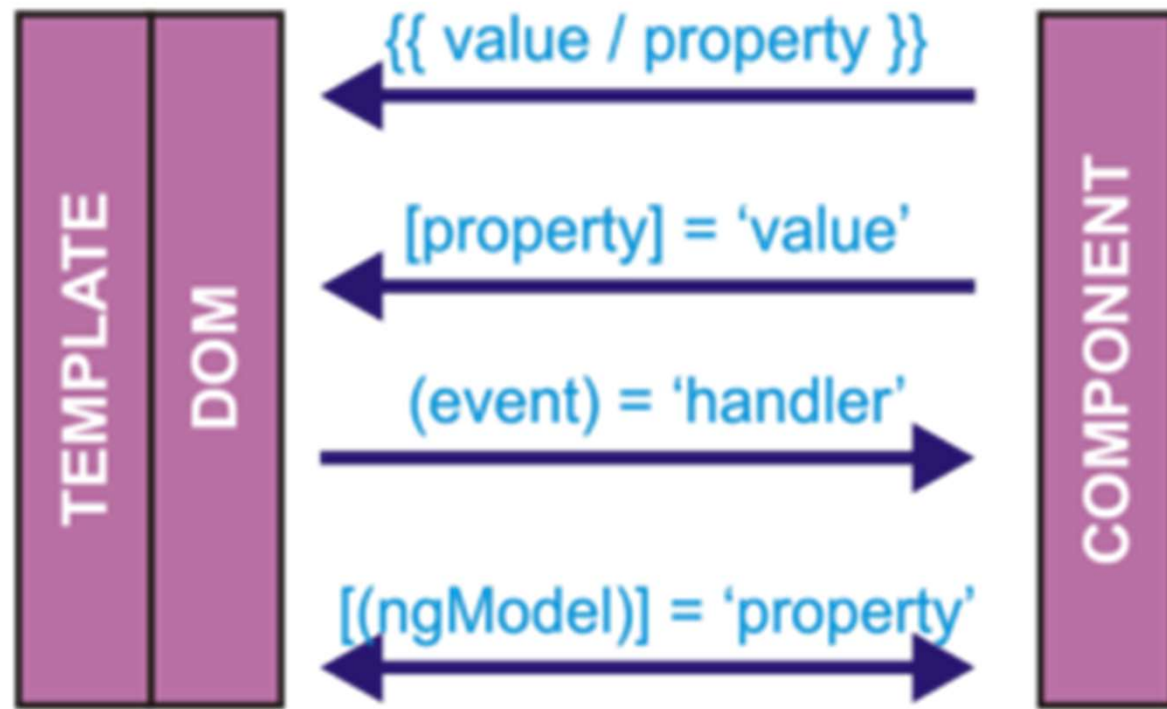 TEMPLATE
DOM
{{ value / property }}
[property] = ‘value’
(event) = ‘handler’
[(ngModel)] = ‘property’
COMPONENT